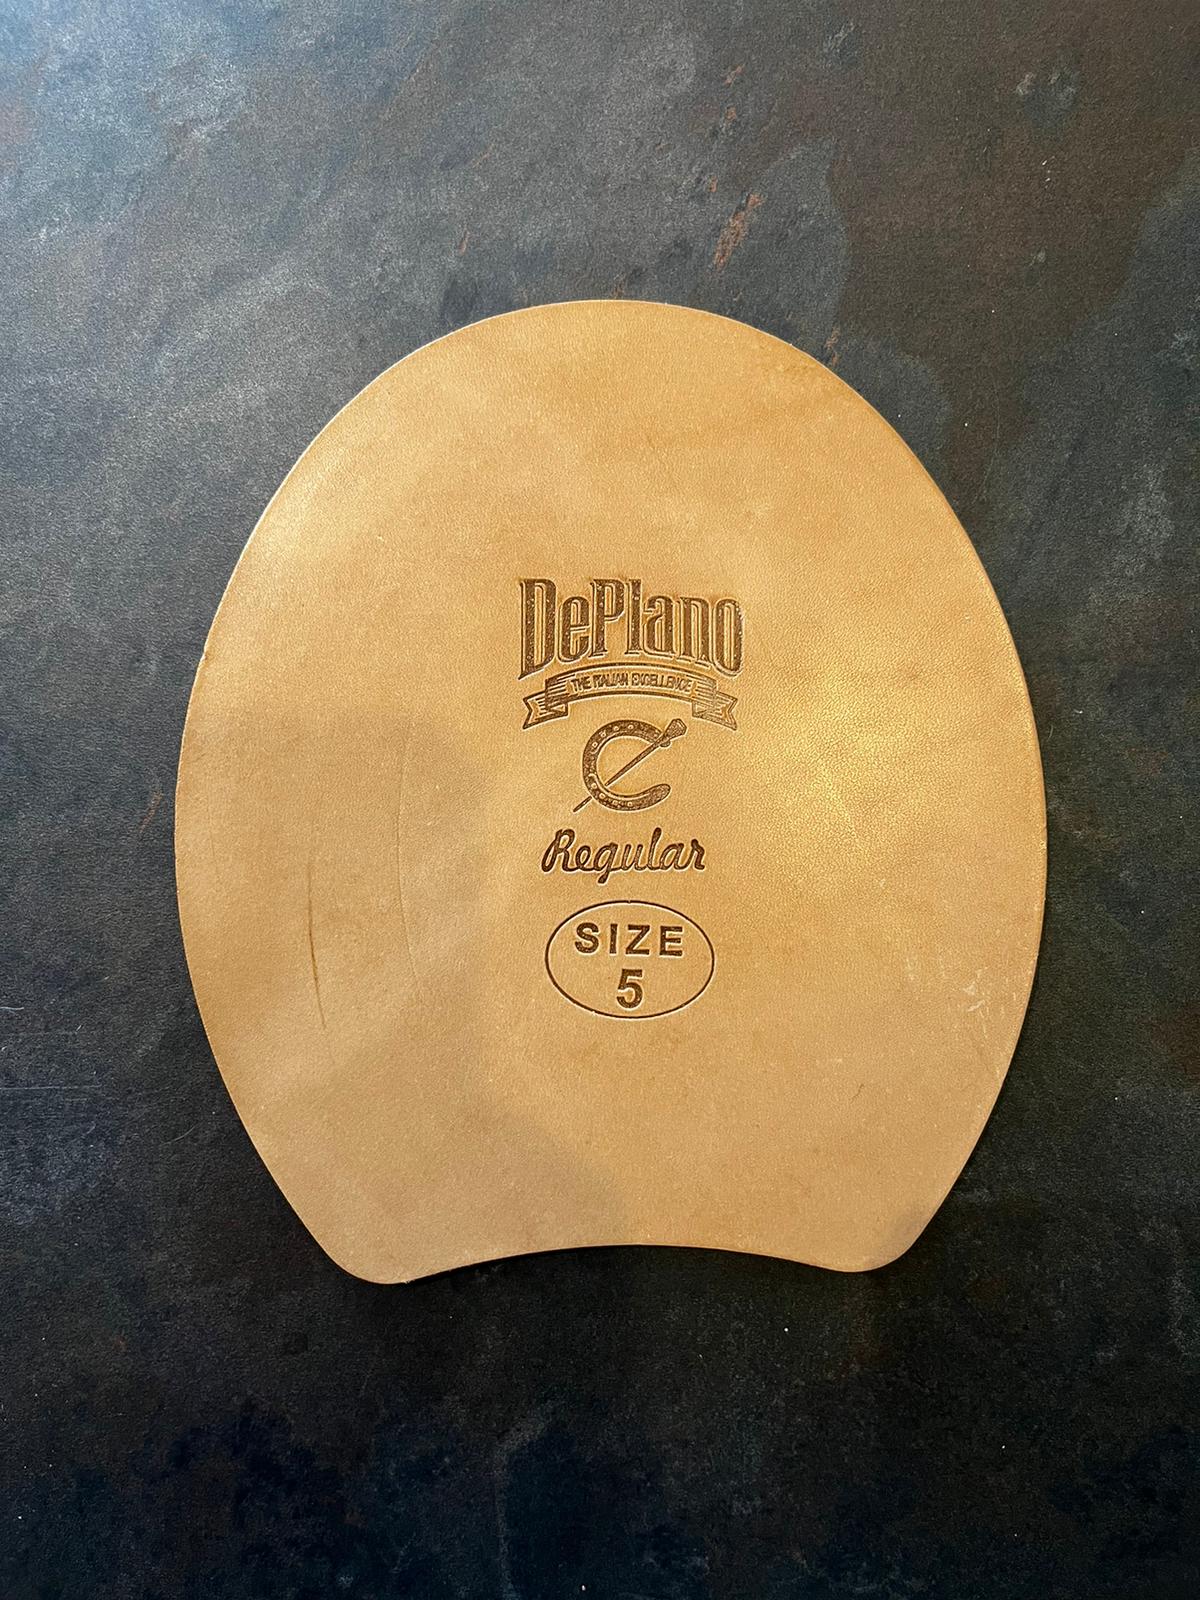 DePlano
THE ITALIAN EXCELLENCE
Regular
SIZE
5